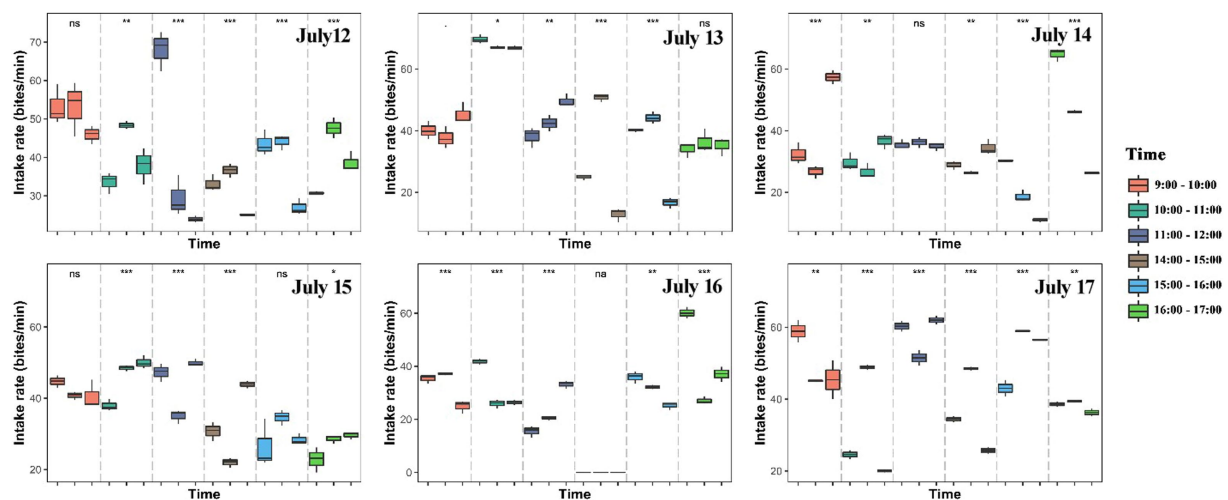 ns ** *** *** *** ***
July12
Intake rate (bites/min)
70
60
50
40
30
Time
. * ** *** *** ns
July 13
Intake rate (bites/min)
60
40
20
Time
*** ** ns ** *** ***
July 14
Intake rate (bites/min)
60
40
20
Time
ns *** *** *** ns *
July 15
Intake rate (bites/min)
60
40
20
Time
*** *** *** na ** ***
July 16
Intake rate (bites/min)
60
40
20
0
Time
** *** *** *** *** **
July 17
Intake rate (bites/min)
60
40
20
Time
Time
9:00 - 10:00
10:00 - 11:00
11:00 - 12:00
14:00 - 15:00
15:00 - 16:00
16:00 - 17:00